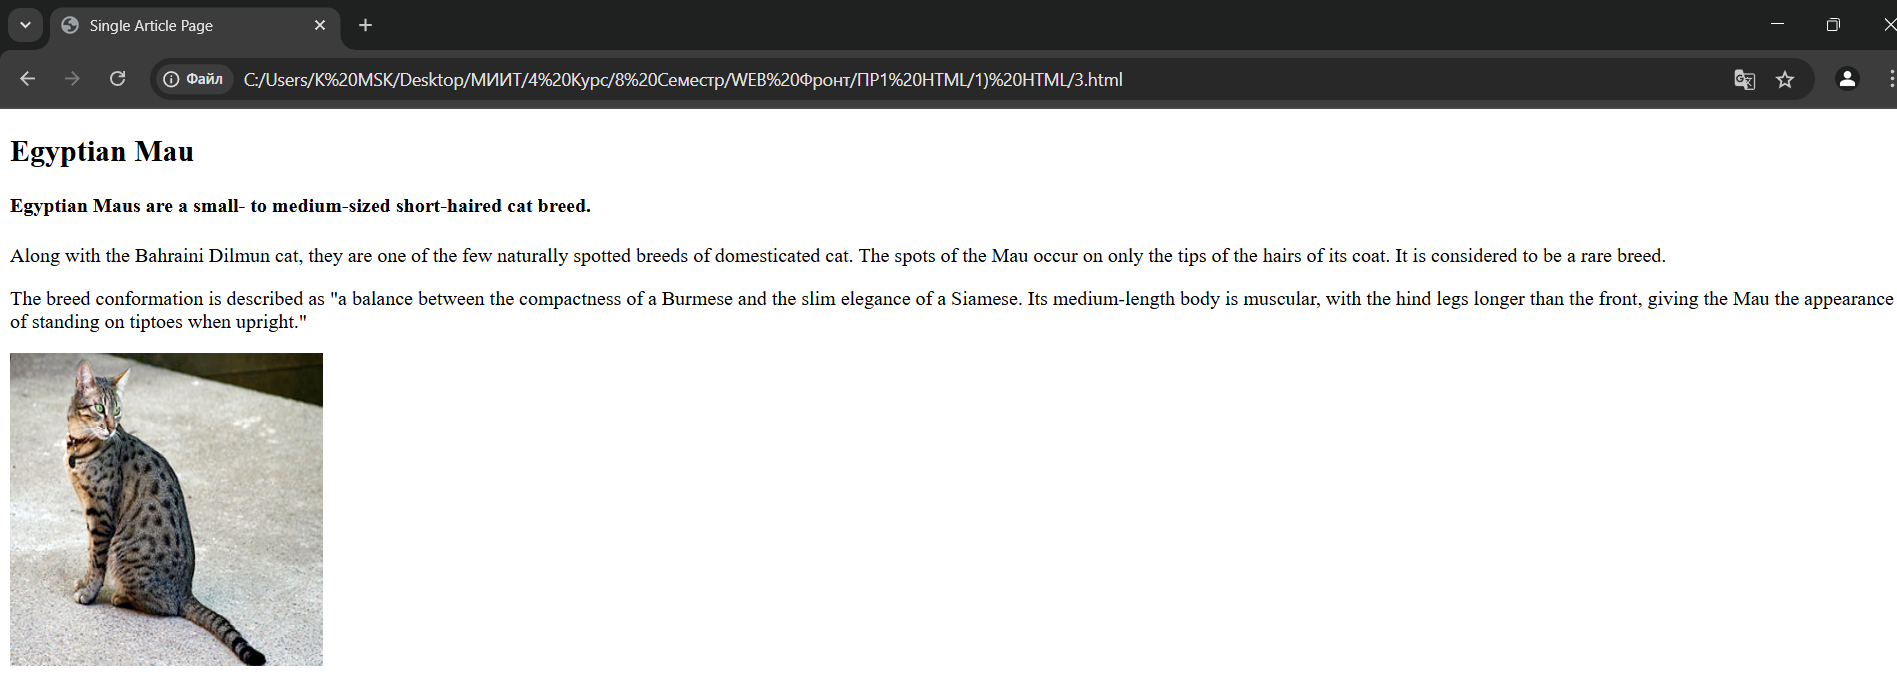 Single Article Page
Файл C:/Users/K%20MSK/Desktop/МИИТ/4%20Курс/8%20Семестр/WEB%20Фронт/ПР1%20HTML/1)%20HTML/3.html
Egyptian Mau
Egyptian Maus are a small- to medium-sized short-haired cat breed.
Along with the Bahraini Dilmun cat, they are one of the few naturally spotted breeds of domesticated cat. The spots of the Mau occur on only the tips of the hairs of its coat. It is considered to be a rare breed.
The breed conformation is described as "a balance between the compactness of a Burmese and the slim elegance of a Siamese. Its medium-length body is muscular, with the hind legs longer than the front, giving the Mau the appearance
of standing on tiptoes when upright."